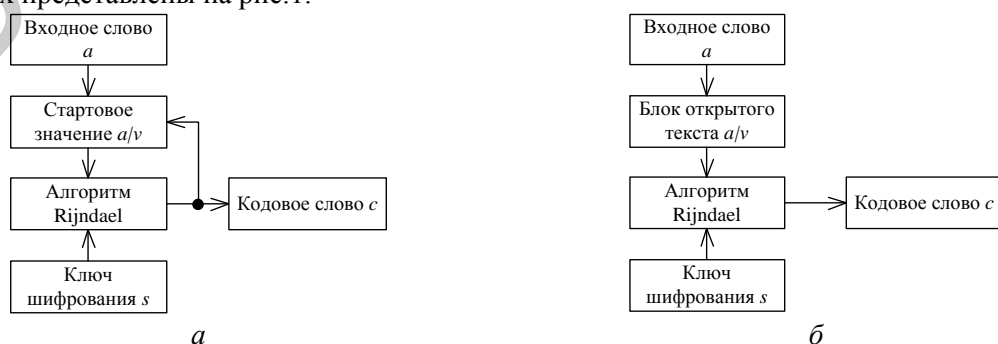 х представлены на рис.1.
Входное слово
a
Стартовое
значение a/v
Алгоритм
Rijndael
Кодовое слово c
Ключ
шифрования s
а
Входное слово
a
Блок открытого
текста a/v
Алгоритм
Rijndael
Кодовое слово c
Ключ
шифрования s
б